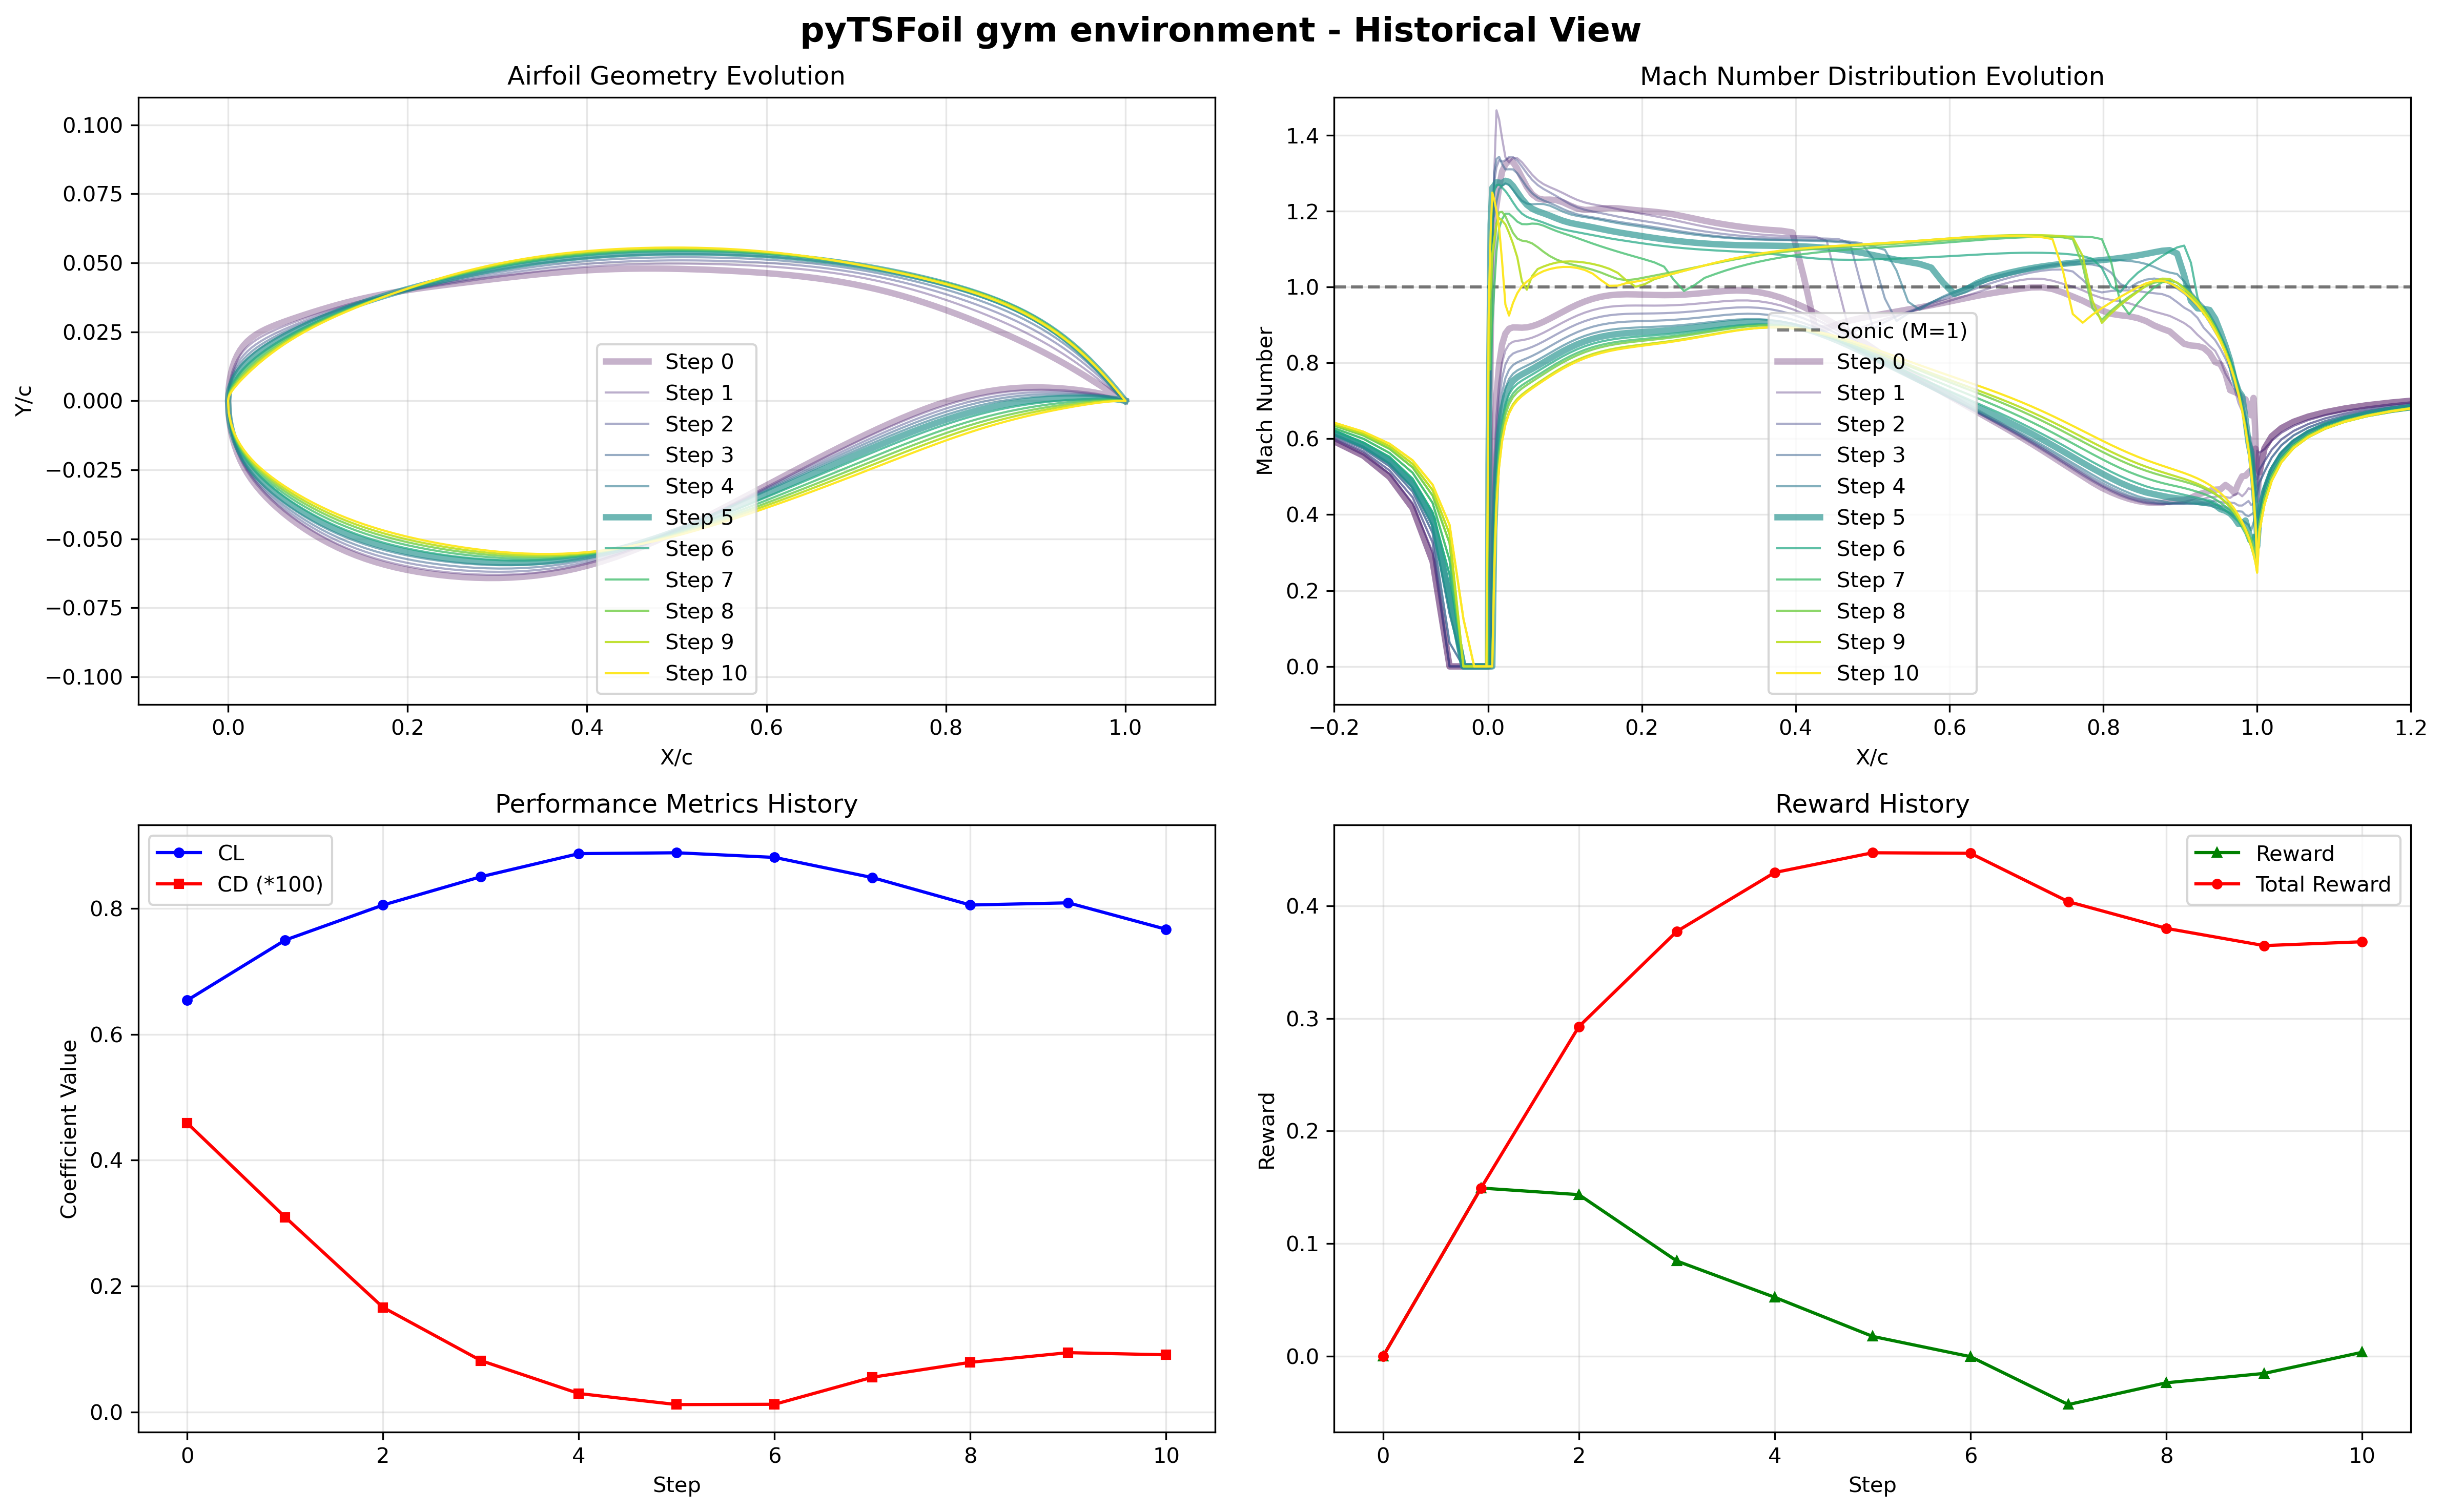 pyTSFoil gym environment - Historical View
Airfoil Geometry Evolution
0.100
0.075
0.050
0.025
0.000
−0.025
−0.050
−0.075
−0.100
Y/c
Step 0
Step 1
Step 2
Step 3
Step 4
Step 5
Step 6
Step 7
Step 8
Step 9
Step 10
0.0 0.2 0.4 0.6 0.8 1.0
X/c
Mach Number Distribution Evolution
1.4
1.2
1.0
0.8
0.6
0.4
0.2
0.0
Mach Number
Sonic (M=1)
Step 0
Step 1
Step 2
Step 3
Step 4
Step 5
Step 6
Step 7
Step 8
Step 9
Step 10
−0.2 0.0 0.2 0.4 0.6 0.8 1.0 1.2
X/c
Performance Metrics History
CL
CD (*100)
0.8
0.6
0.4
0.2
0.0
Coefficient Value
0 2 4 6 8 10
Step
Reward History
Reward
Total Reward
0.4
0.3
0.2
0.1
0.0
Reward
0 2 4 6 8 10
Step